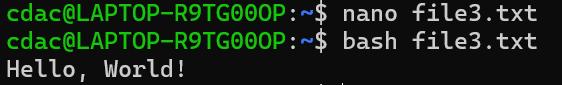 cdac@LAPTOP-R9TG00OP:~$ nano file3.txt
cdac@LAPTOP-R9TG00OP:~$ bash file3.txt
Hello, World!